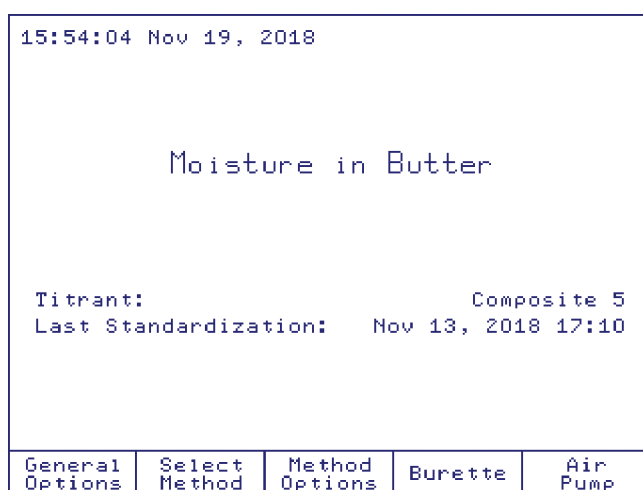 15:54:04 Nov 19, 2018
Moisture in Butter
Titrant: Composite 5
Last Standardization: Nov 13, 2018 17:10
General Options
Select Method
Method Options
Burette
Air Pump